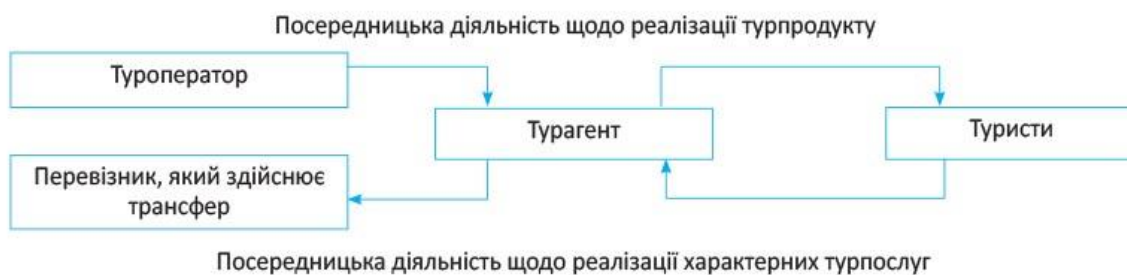 Посередницька діяльність щодо реалізації турпродукту
Туроператор
Турагент
Туристи
Перевізник, який здійснює
трансфер
Посередницька діяльність щодо реалізації характерних турпослуг